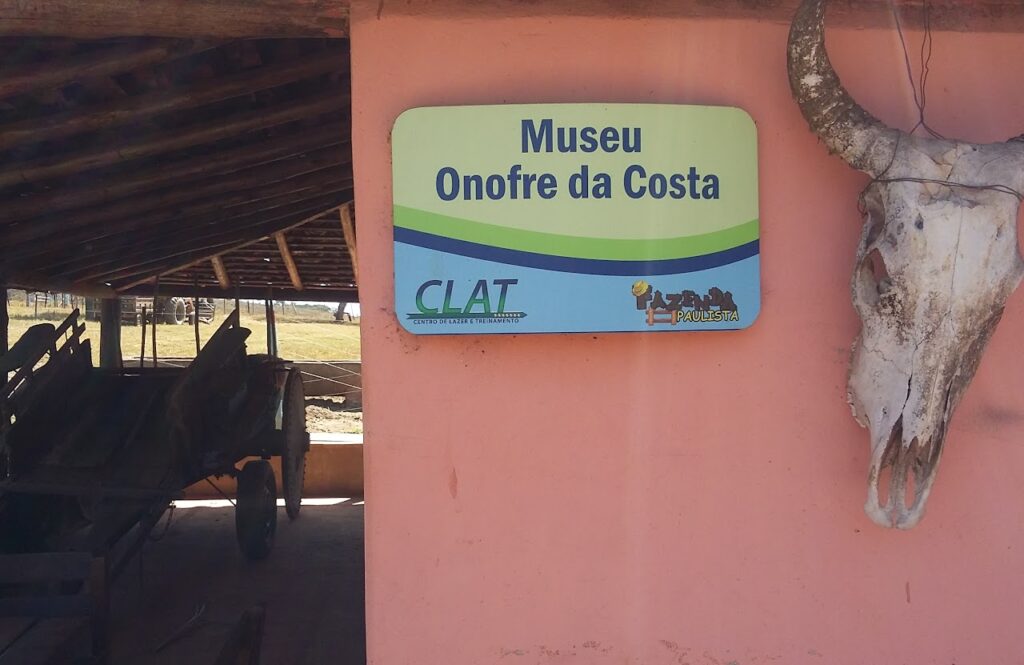 Museu
Onofre da Costa
CLAT
CENTRO DE LAZER E TREINAMENTO
FAZENDA
PAULISTA